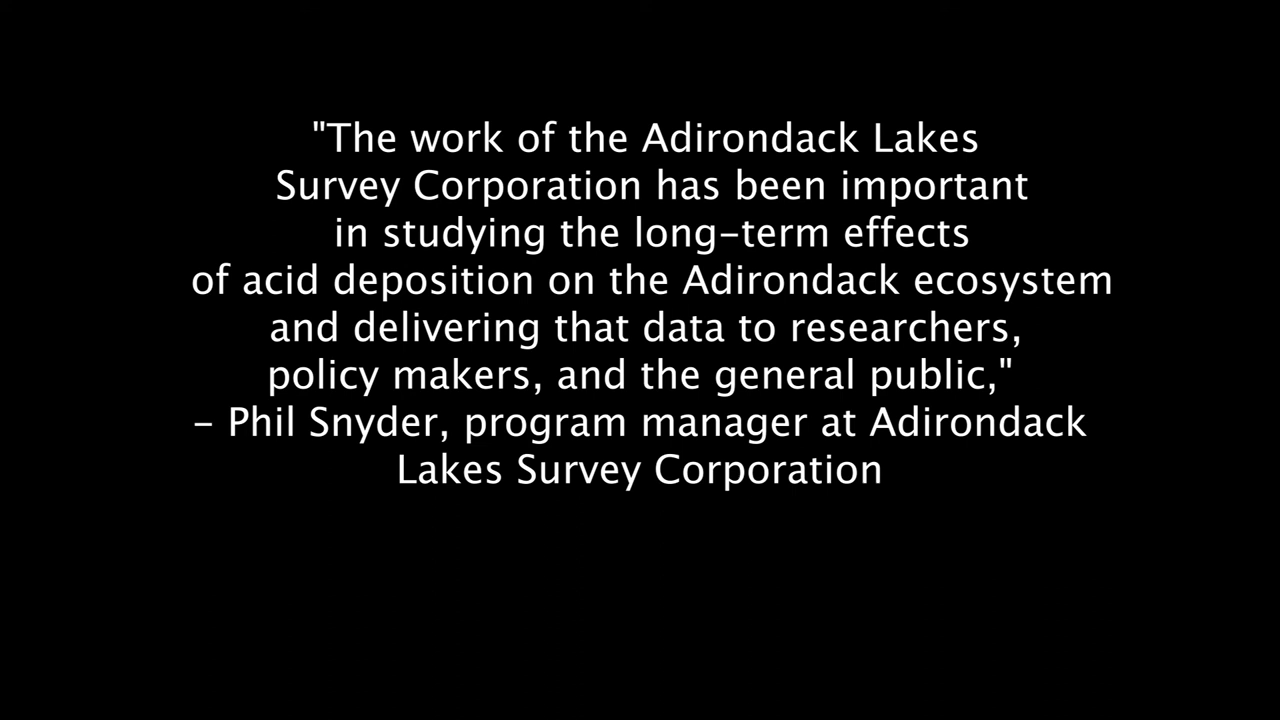 "The work of the Adirondack Lakes
Survey Corporation has been important
in studying the long-term effects
of acid deposition on the Adirondack ecosystem
and delivering that data to researchers,
policy makers, and the general public,"
- Phil Snyder, program manager at Adirondack
Lakes Survey Corporation